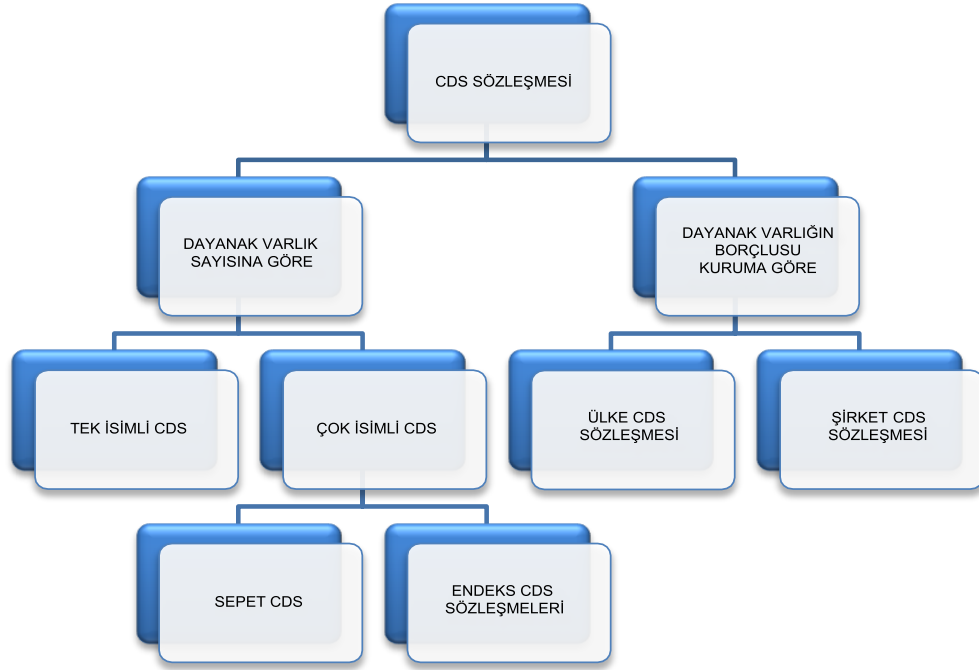 CDS SÖZLEŞMESİ
DAYANAK VARLIK
SAYISINA GÖRE
DAYANAK VARLIĞIN
BORÇLUSU
KURUMA GÖRE
TEK İSİMLİ CDS
ÇOK İSİMLİ CDS
ÜLKE CDS
SÖZLEŞMESİ
ŞİRKET CDS
SÖZLEŞMESİ
SEPET CDS
ENDEKS CDS
SÖZLEŞMELERİ